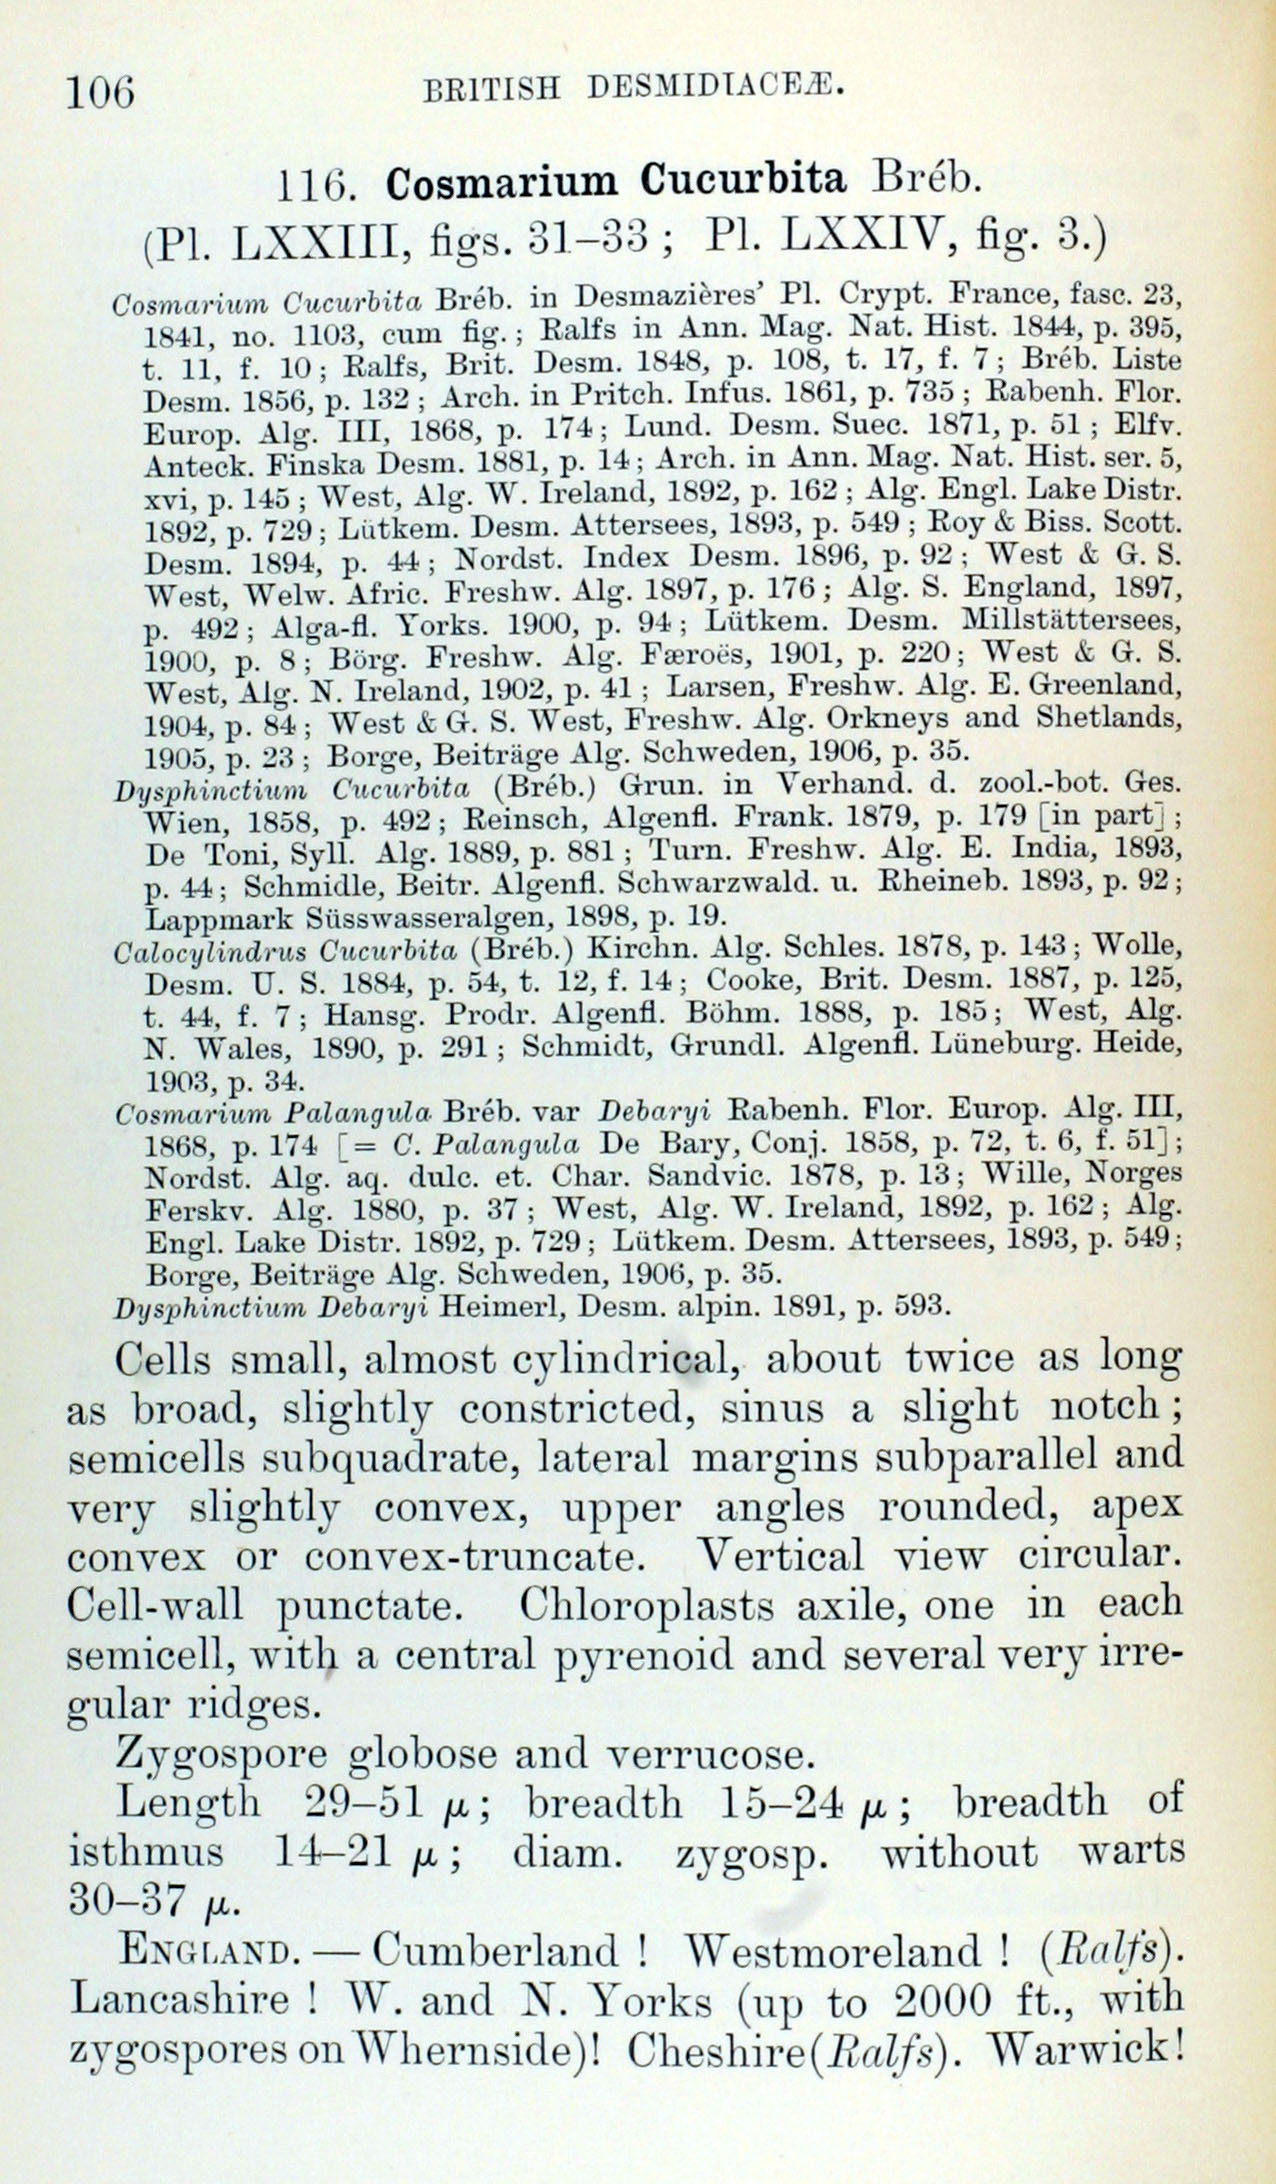 106
BRITISH DESMIDIACEÆ.
116. Cosmarium Cucurbita Bréb.
(Pl. LXXIII, figs. 31–33 ; Pl. LXXIV, fig. 3.)
Cosmarium Cucurbita Bréb. in Desmazières' Pl. Crypt. France, fasc. 23,
1841, no. 1103, cum fig. ; Ralfs in Ann. Mag. Nat. Hist. 1844, p. 395,
t. 11, f. 10 ; Ralfs, Brit. Desm. 1848, p. 108, t. 17, f. 7 ; Bréb. Liste
Desm. 1856, p. 132 ; Arch. in Pritch. Infus. 1861, p. 735 ; Rabenh. Flor.
Europ. Alg. III, 1868, p. 174 ; Lund. Desm. Suec. 1871, p. 51 ; Elfv.
Anteck. Finska Desm. 1881, p. 14 ; Arch. in Ann. Mag. Nat. Hist. ser. 5,
xvi, p. 145 ; West, Alg. W. Ireland, 1892, p. 162 ; Alg. Engl. Lake Distr.
1892, p. 729 ; Lütkem. Desm. Attersees, 1893, p. 549 ; Roy & Biss. Scott.
Desm. 1894, p. 44 ; Nordst. Index Desm. 1896, p. 92 ; West & G. S.
West, Welw. Afric. Freshw. Alg. 1897, p. 176 ; Alg. S. England, 1897,
p. 492 ; Alga-fl. Yorks. 1900, p. 94 ; Lütkem. Desm. Millstättersees,
1900, p. 8 ; Börg. Freshw. Alg. Færoës, 1901, p. 220 ; West & G. S.
West, Alg. N. Ireland, 1902, p. 41 ; Larsen, Freshw. Alg. E. Greenland,
1904, p. 84 ; West & G. S. West, Freshw. Alg. Orkneys and Shetlands,
1905, p. 23 ; Borge, Beiträge Alg. Schweden, 1906, p. 35.
Dysphinctium Cucurbita (Bréb.) Grun. in Verhand. d. zool.-bot. Ges.
Wien, 1858, p. 492 ; Reinsch, Algenfl. Frank. 1879, p. 179 [in part] ;
De Toni, Syll. Alg. 1889, p. 881 ; Turn. Freshw. Alg. E. India, 1893,
p. 44 ; Schmidle, Beitr. Algenfl. Schwarzwald. u. Rheineb. 1893, p. 92 ;
Lappmark Süsswasseralgen, 1898, p. 19.
Calocylindrus Cucurbita (Bréb.) Kirchn. Alg. Schles. 1878, p. 143 ; Wolle,
Desm. U. S. 1884, p. 54, t. 12, f. 14 ; Cooke, Brit. Desm. 1887, p. 125,
t. 44, f. 7 ; Hansg. Prodr. Algenfl. Böhm. 1888, p. 185 ; West, Alg.
N. Wales, 1890, p. 291 ; Schmidt, Grundl. Algenfl. Lüneburg. Heide,
1903, p. 34.
Cosmarium Palangula Bréb. var Debaryi Rabenh. Flor. Europ. Alg. III,
1868, p. 174 [= C. Palangula De Bary, Conj. 1858, p. 72, t. 6, f. 51] ;
Nordst. Alg. aq. dulc. et. Char. Sandvic. 1878, p. 13 ; Wille, Norges
Ferskv. Alg. 1880, p. 37 ; West, Alg. W. Ireland, 1892, p. 162 ; Alg.
Engl. Lake Distr. 1892, p. 729 ; Lütkem. Desm. Attersees, 1893, p. 549 ;
Borge, Beiträge Alg. Schweden, 1906, p. 35.
Dysphinctium Debaryi Heimerl, Desm. alpin. 1891, p. 593.
Cells small, almost cylindrical, about twice as long
as broad, slightly constricted, sinus a slight notch ;
semicells subquadrate, lateral margins subparallel and
very slightly convex, upper angles rounded, apex
convex or convex-truncate. Vertical view circular.
Cell-wall punctate. Chloroplasts axile, one in each
semicell, with a central pyrenoid and several very irre-
gular ridges.
Zygospore globose and verrucose.
Length 29–51 μ ; breadth 15–24 μ ; breadth of
isthmus 14–21 μ ; diam. zygosp. without warts
30–37 μ.
ENGLAND. — Cumberland ! Westmoreland ! (Ralfs).
Lancashire ! W. and N. Yorks (up to 2000 ft., with
zygospores on Whernside)! Cheshire (Ralfs). Warwick!